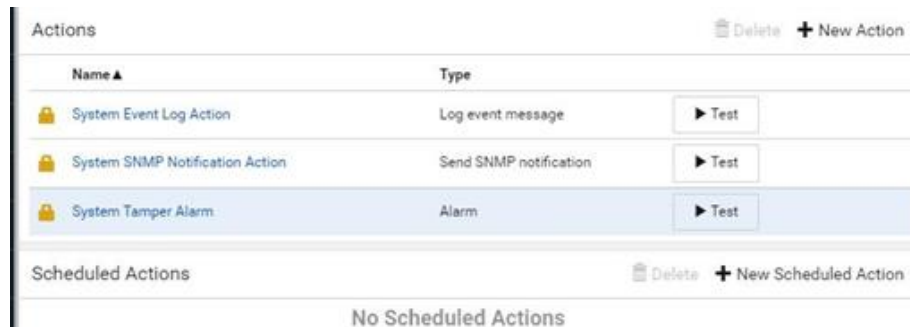 Actions Delete + New Action
Name▲ Type
System Event Log Action Log event message ▶ Test
System SNMP Notification Action Send SNMP notification ▶ Test
System Tamper Alarm Alarm ▶ Test
Scheduled Actions Delete + New Scheduled Action
No Scheduled Actions